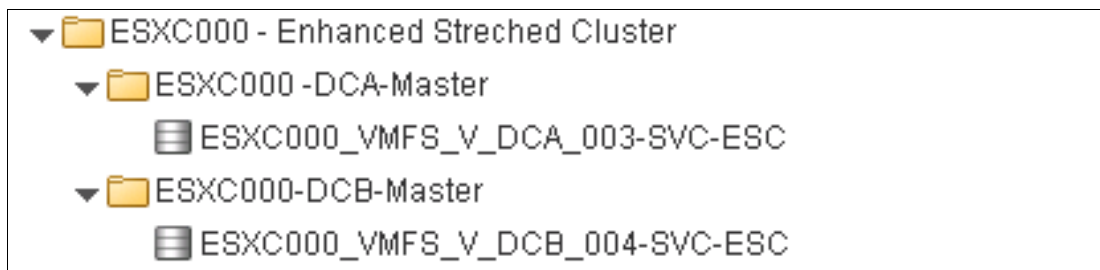 ESXC000 - Enhanced Streched Cluster
ESXC000 -DCA-Master
ESXC000_VMFS_V_DCA_003-SVC-ESC
ESXC000-DCB-Master
ESXC000_VMFS_V_DCB_004-SVC-ESC